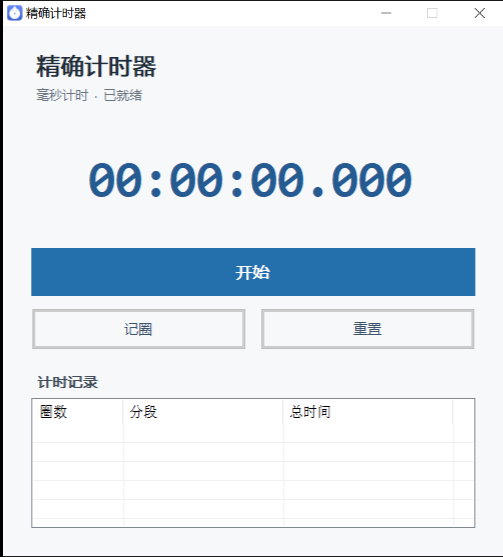 精确计时器
精确计时器
毫秒计时 · 已就绪
00:00:00.000
开始
记圈 重置
计时记录
圈数 分段 总时间